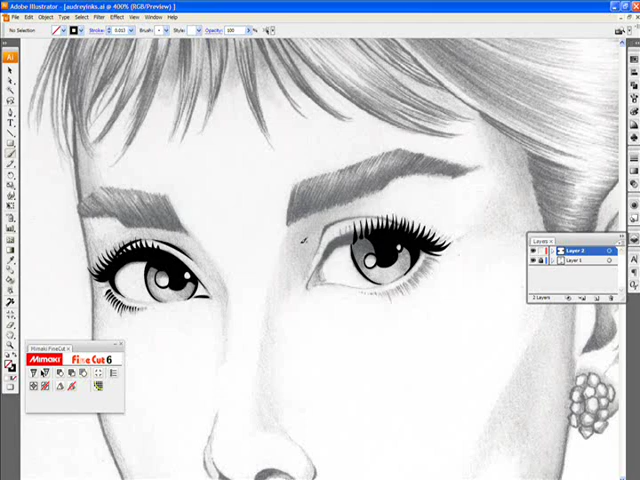 Adobe Illustrator - [audreyinks.ai @ 400% (RGB/Preview)]
File Edit Object Type Select Filter Effect View Window Help
No Selection Stroke: Brush: Style: Opacity: 100 %
Ai
Layers
Layer 2
Layer 1
2 Layers
Mimaki FineCut
Mimaki Fine Cut 6